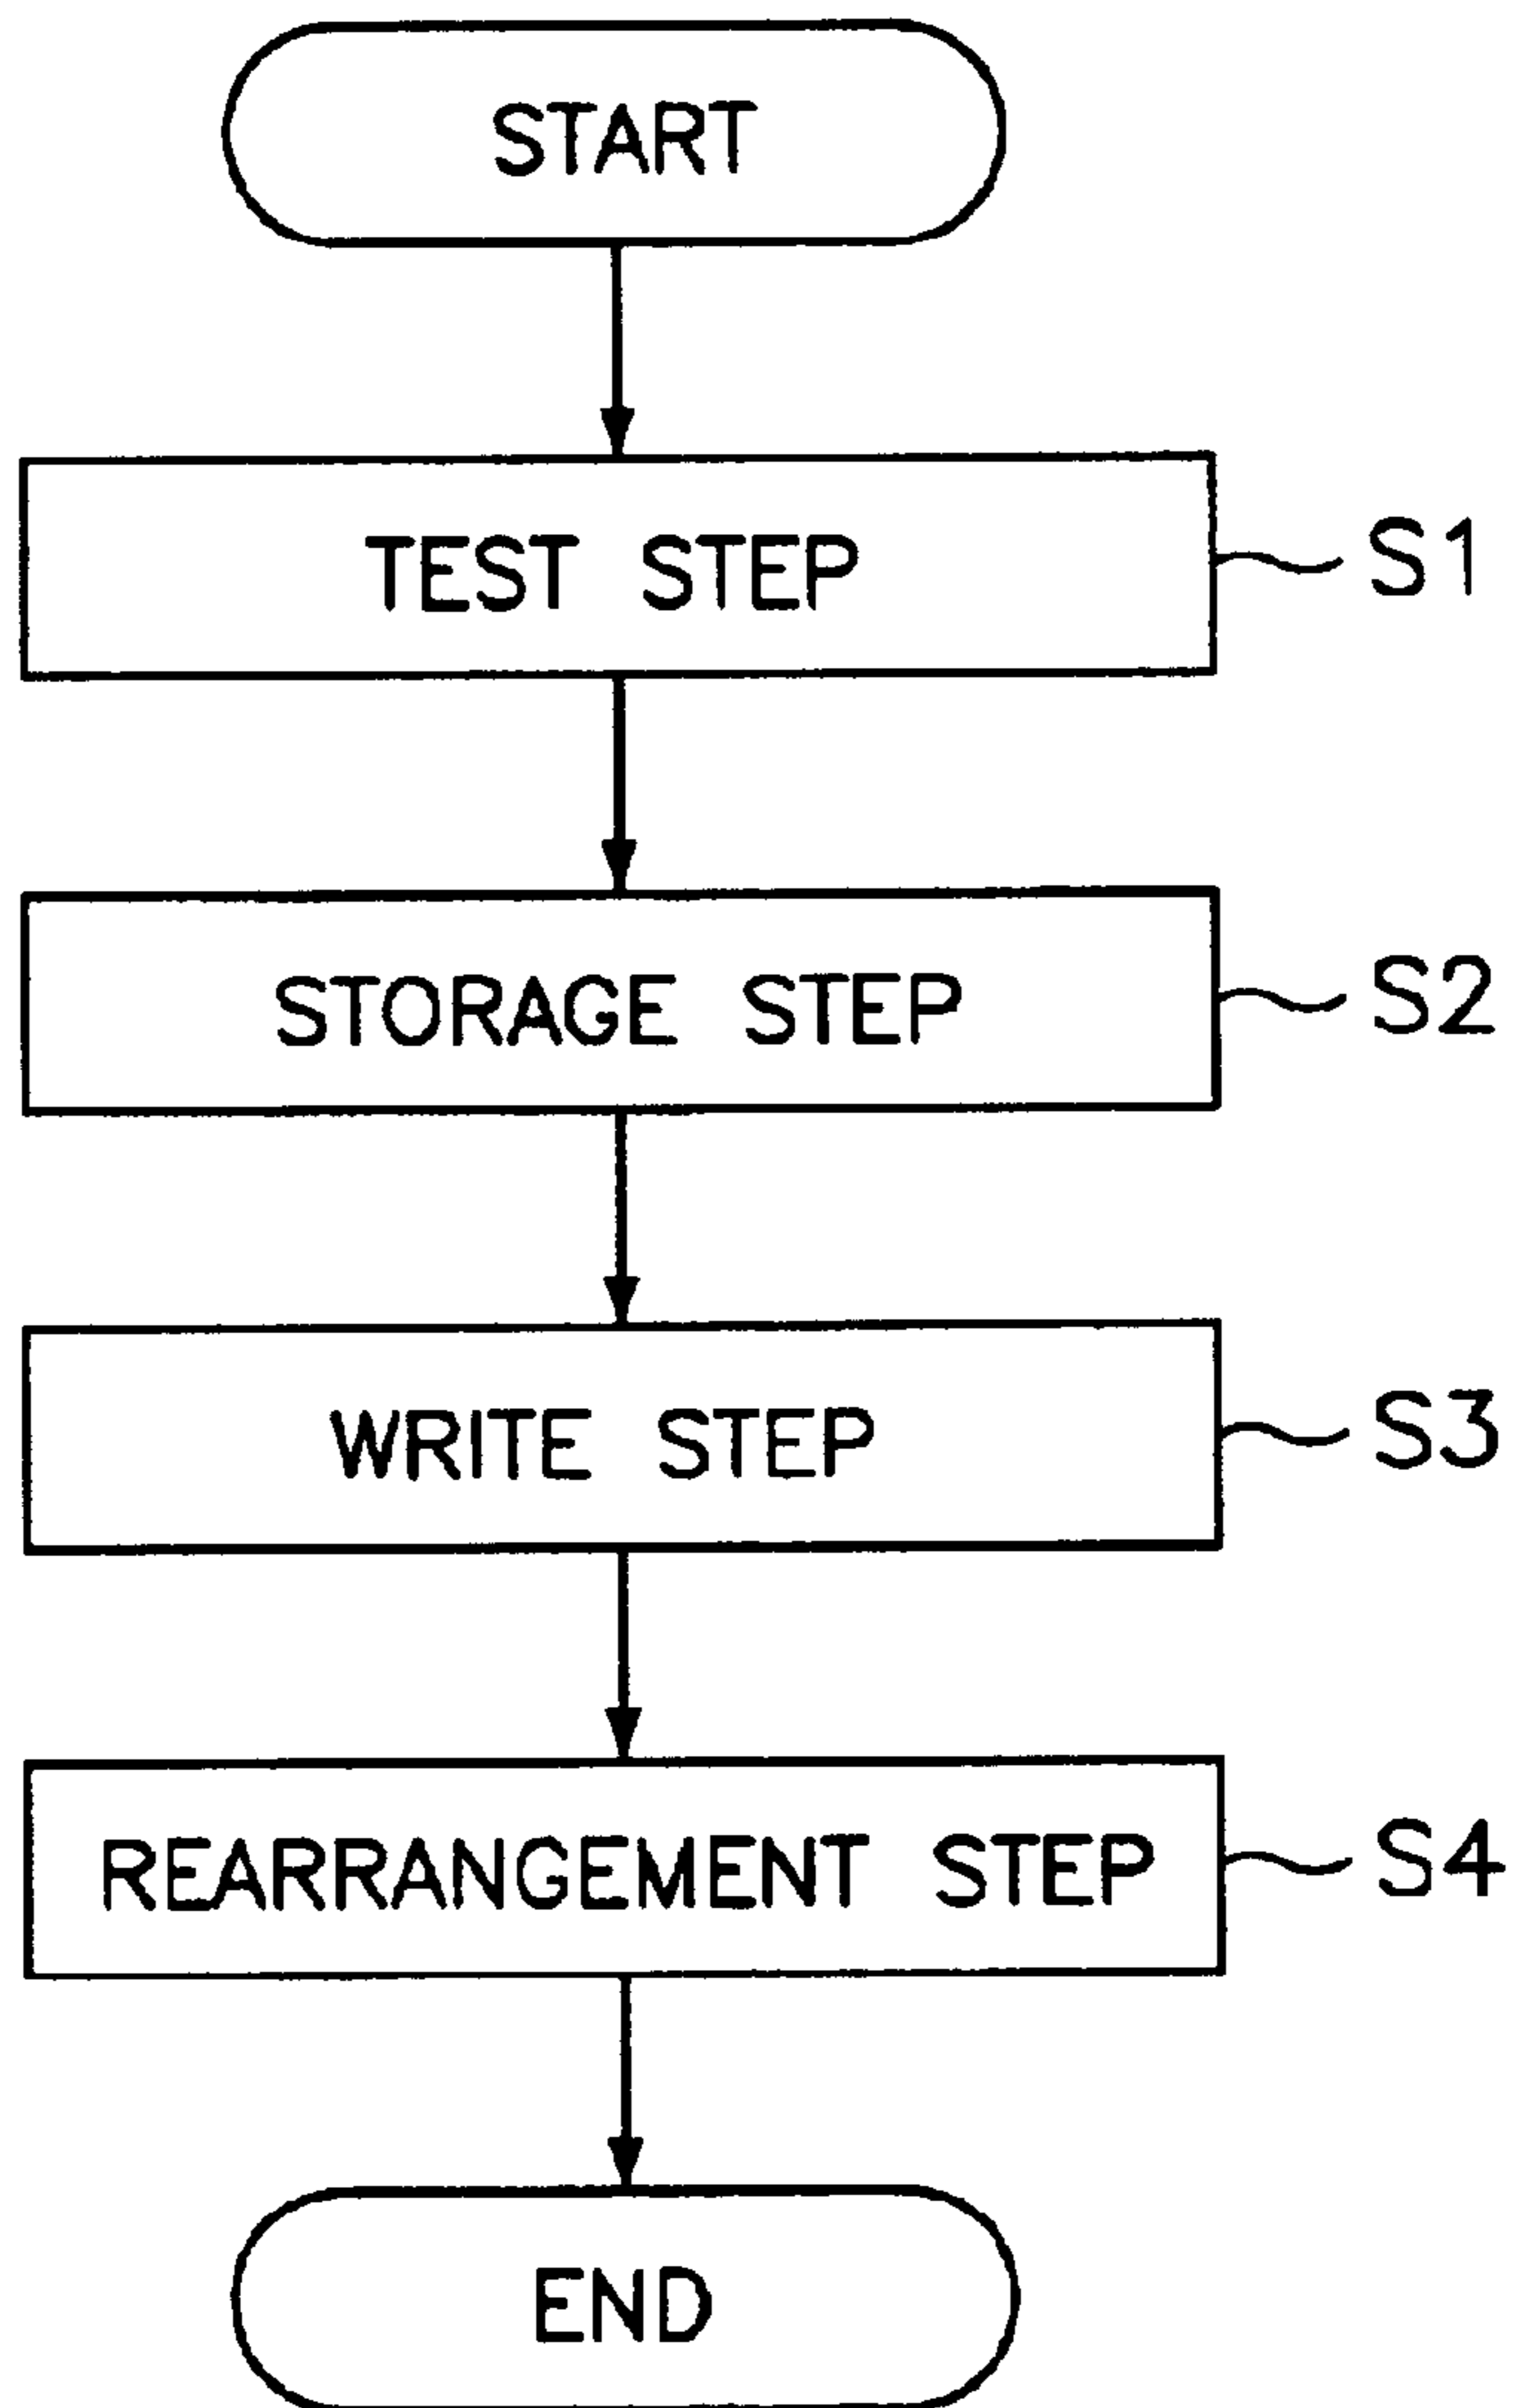 START
TEST STEP S1
STORAGE STEP S2
WRITE STEP S3
REARRANGEMENT STEP S4
END